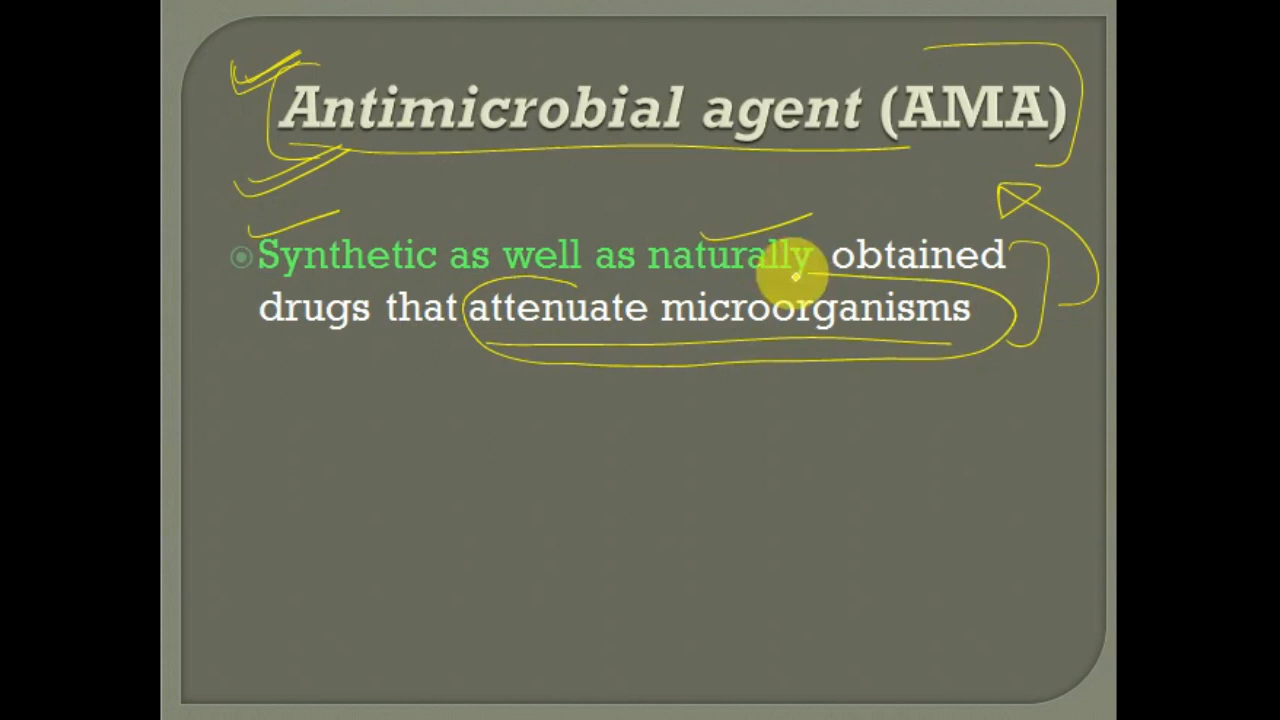 Antimicrobial agent (AMA)
Synthetic as well as naturally obtained
drugs that attenuate microorganisms